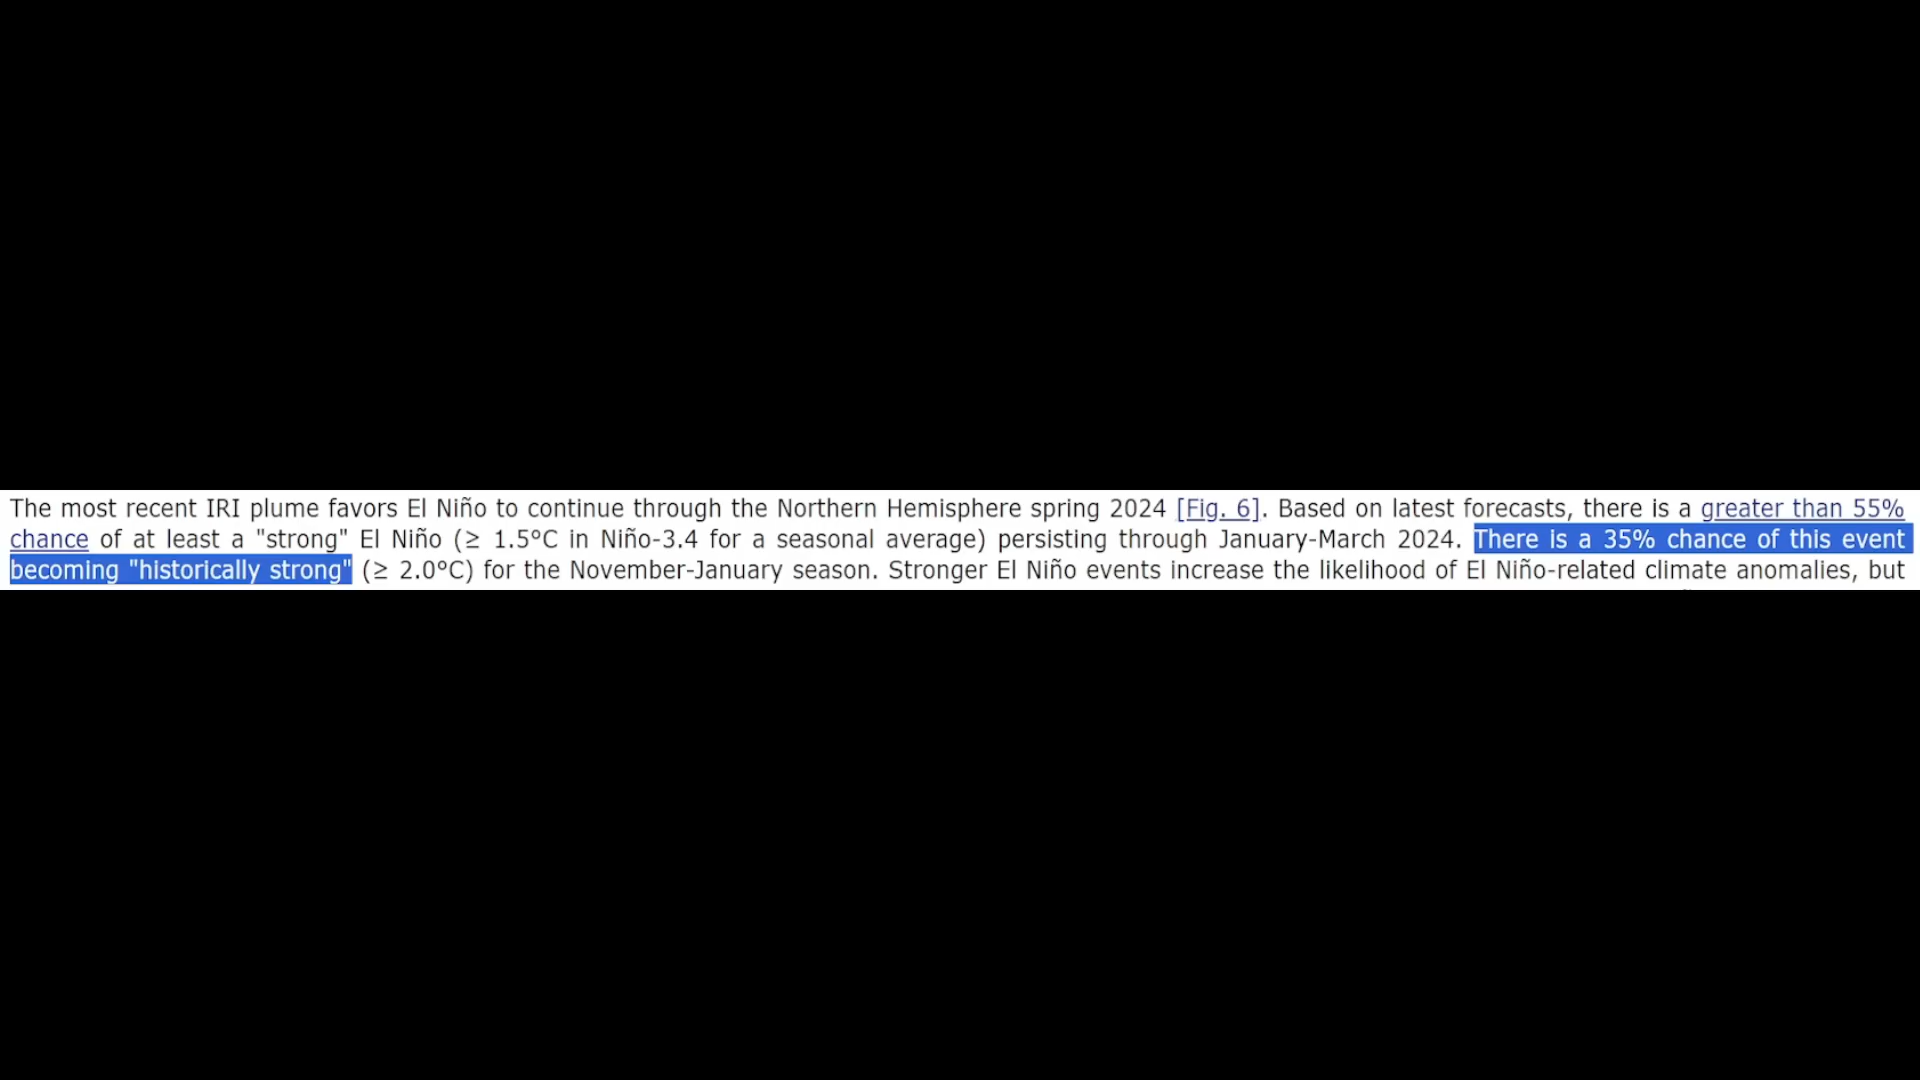 The most recent IRI plume favors El Niño to continue through the Northern Hemisphere spring 2024 [Fig. 6]. Based on latest forecasts, there is a greater than 55%
chance of at least a "strong" El Niño (≥ 1.5ºC in Niño-3.4 for a seasonal average) persisting through January-March 2024. There is a 35% chance of this event
becoming "historically strong" (≥ 2.0ºC) for the November-January season. Stronger El Niño events increase the likelihood of El Niño-related climate anomalies, but